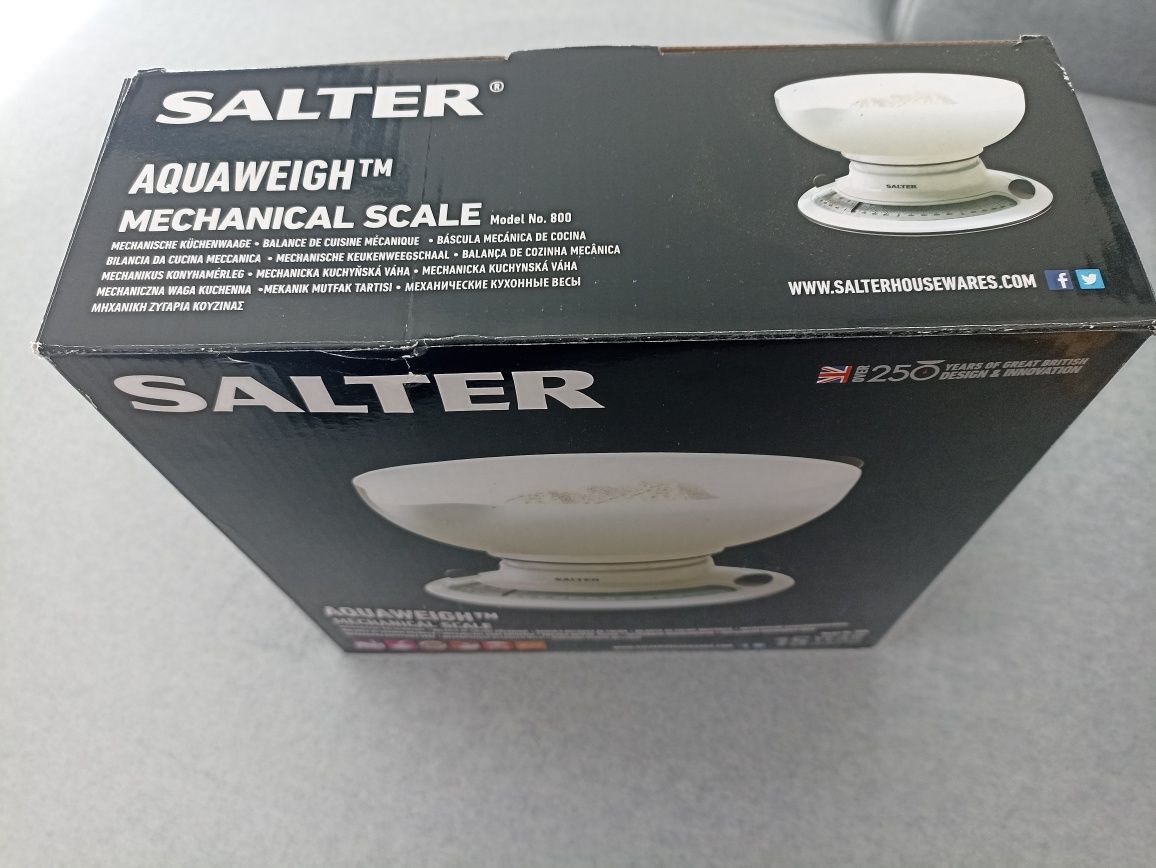 SALTER®
AQUAWEIGH™
MECHANICAL SCALE Model No. 800
MECHANISCHE KÜCHENWAAGE • BALANCE DE CUISINE MÉCANIQUE • BÁSCULA MECÁNICA DE COCINA
BILANCIA DA CUCINA MECCANICA • MECHANISCHE KEUKENWEEGSCHAAL • BALANÇA DE COZINHA MECÂNICA
MECHANIKUS KONYHAMÉRLEG • MECHANICKA KUCHYŇSKÁ VÁHA • MECHANICKA KUCHYNSKÁ VÁHA
MECHANICZNA WAGA KUCHENNA •MEKANIK MUTFAK TARTISI • МЕХАНИЧЕСКИЕ КУХОННЫЕ ВЕСЫ
ΜΗΧΑΝΙΚΗ ΖΥΓΑΡΙΑ ΚΟΥΖΙΝΑΣ
SALTER
WWW.SALTERHOUSEWARES.COM
SALTER
OVER 250 YEARS OF GREAT BRITISH
DESIGN & INNOVATION
SALTER
AQUAWEIGH™
MECHANICAL SCALE